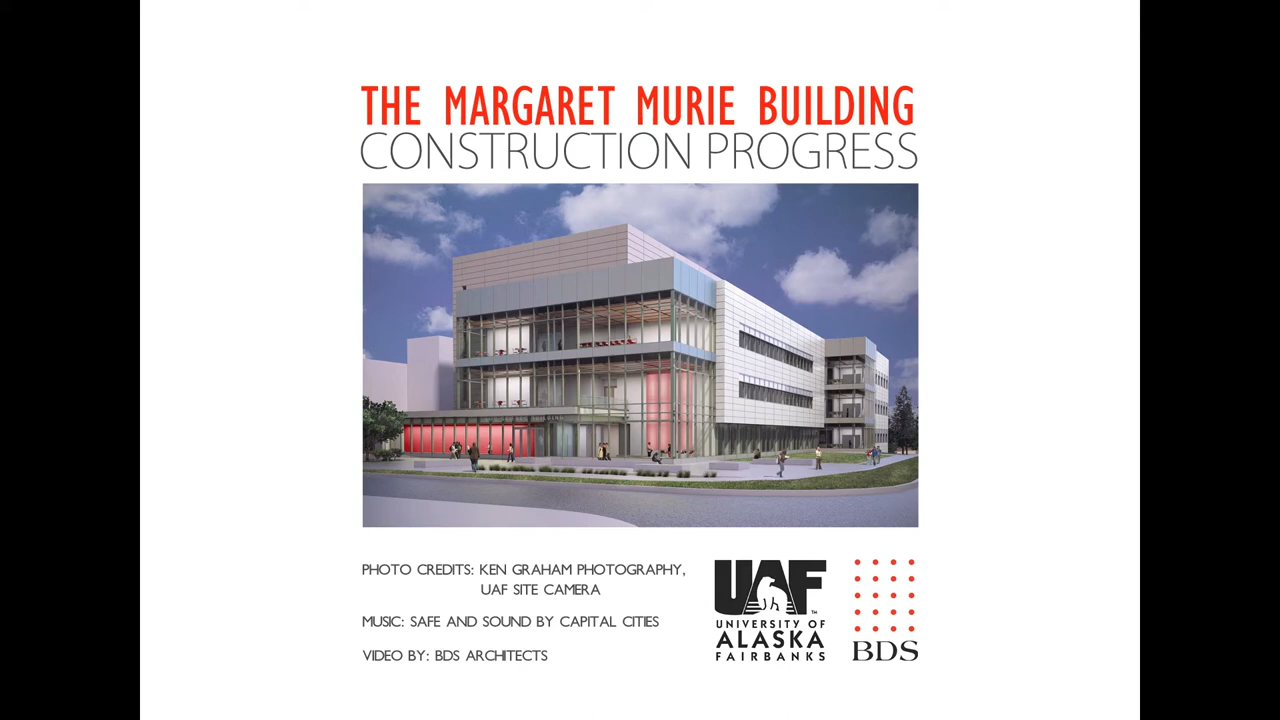 THE MARGARET MURIE BUILDING
CONSTRUCTION PROGRESS
PHOTO CREDITS: KEN GRAHAM PHOTOGRAPHY,
UAF SITE CAMERA
MUSIC: SAFE AND SOUND BY CAPITAL CITIES
VIDEO BY: BDS ARCHITECTS
UAF™
UNIVERSITY OF
ALASKA
FAIRBANKS
BDS